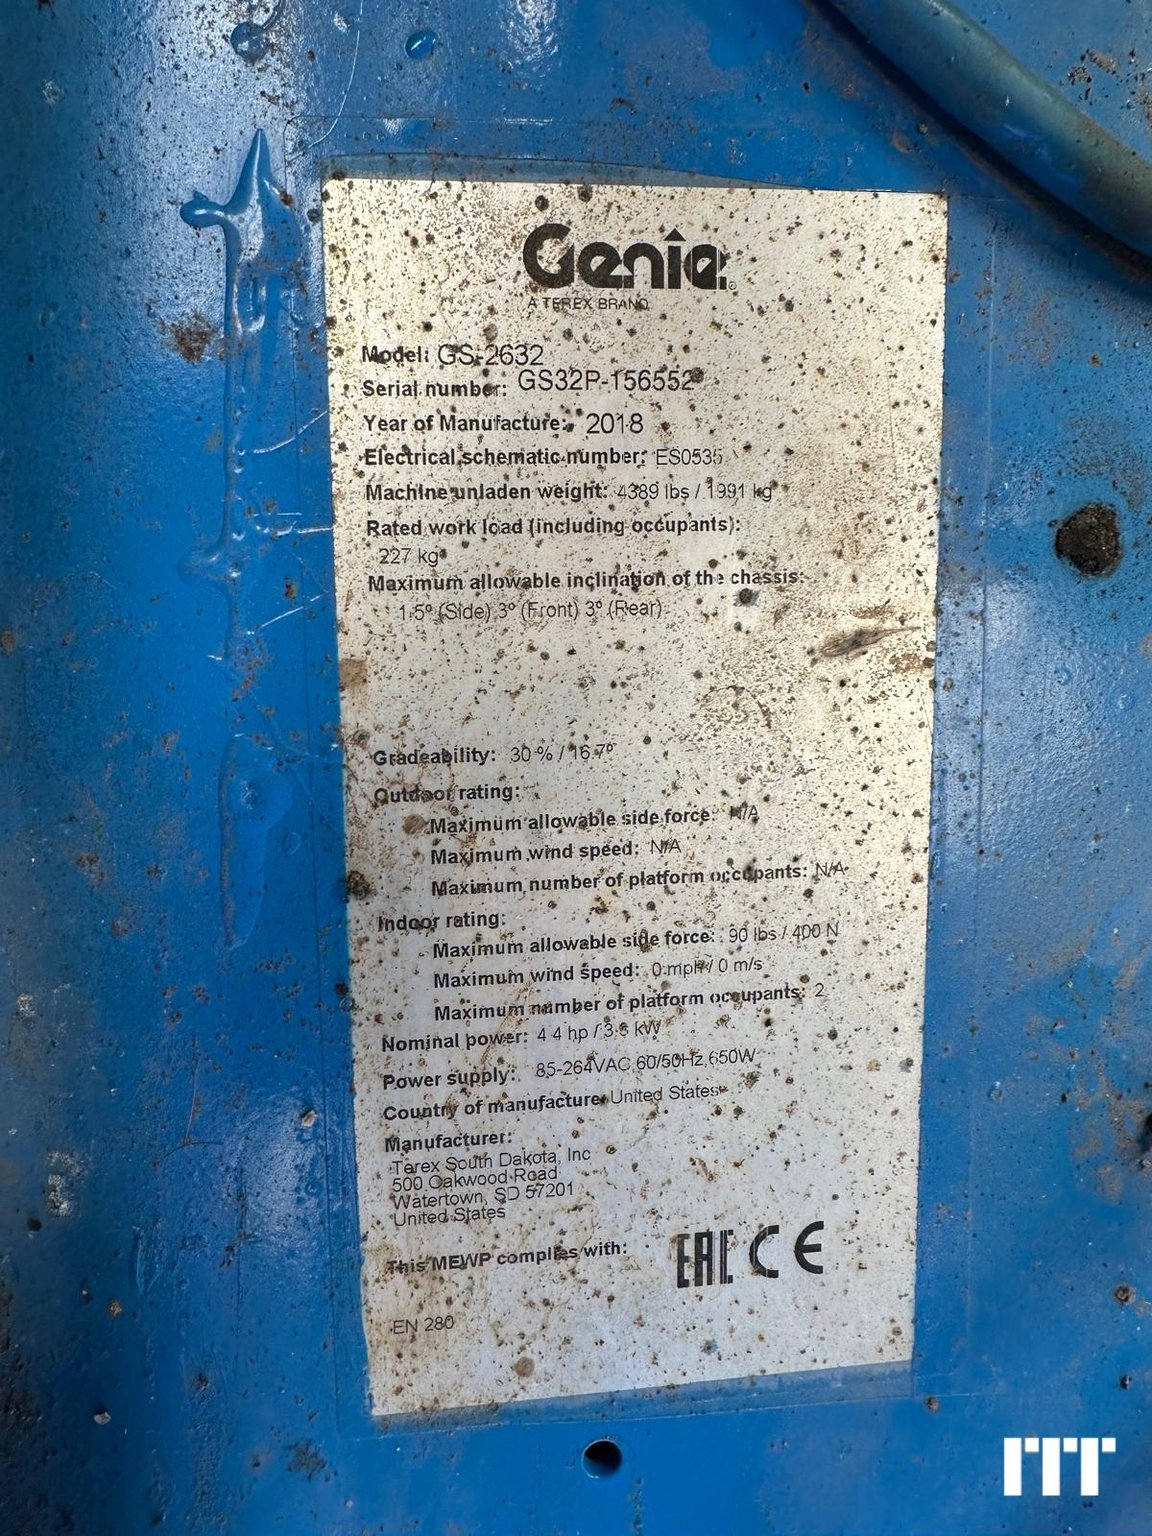 Genie
A TEREX BRAND
Model: GS-2632
Serial number: GS32P-156552
Year of Manufacture: 2018
Electrical schematic number: ES0535
Machine unladen weight: 4389 lbs / 1991 kg
Rated work load (including occupants):
227 kg
Maximum allowable inclination of the chassis:
1.5° (Side) 3° (Front) 3° (Rear)
Gradeability: 30 % / 16.7°
Outdoor rating:
Maximum allowable side force: N/A
Maximum wind speed: N/A
Maximum number of platform occupants: N/A
Indoor rating:
Maximum allowable side force: 90 lbs / 400 N
Maximum wind speed: 0 mph / 0 m/s
Maximum number of platform occupants: 2
Nominal power: 4.4 hp / 3.3 kW
Power supply: 85-264VAC 60/50Hz 650W
Country of manufacture: United States
Manufacturer:
Terex South Dakota, Inc
500 Oakwood Road
Watertown, SD 57201
United States
This MEWP complies with: EAC CE
EN 280